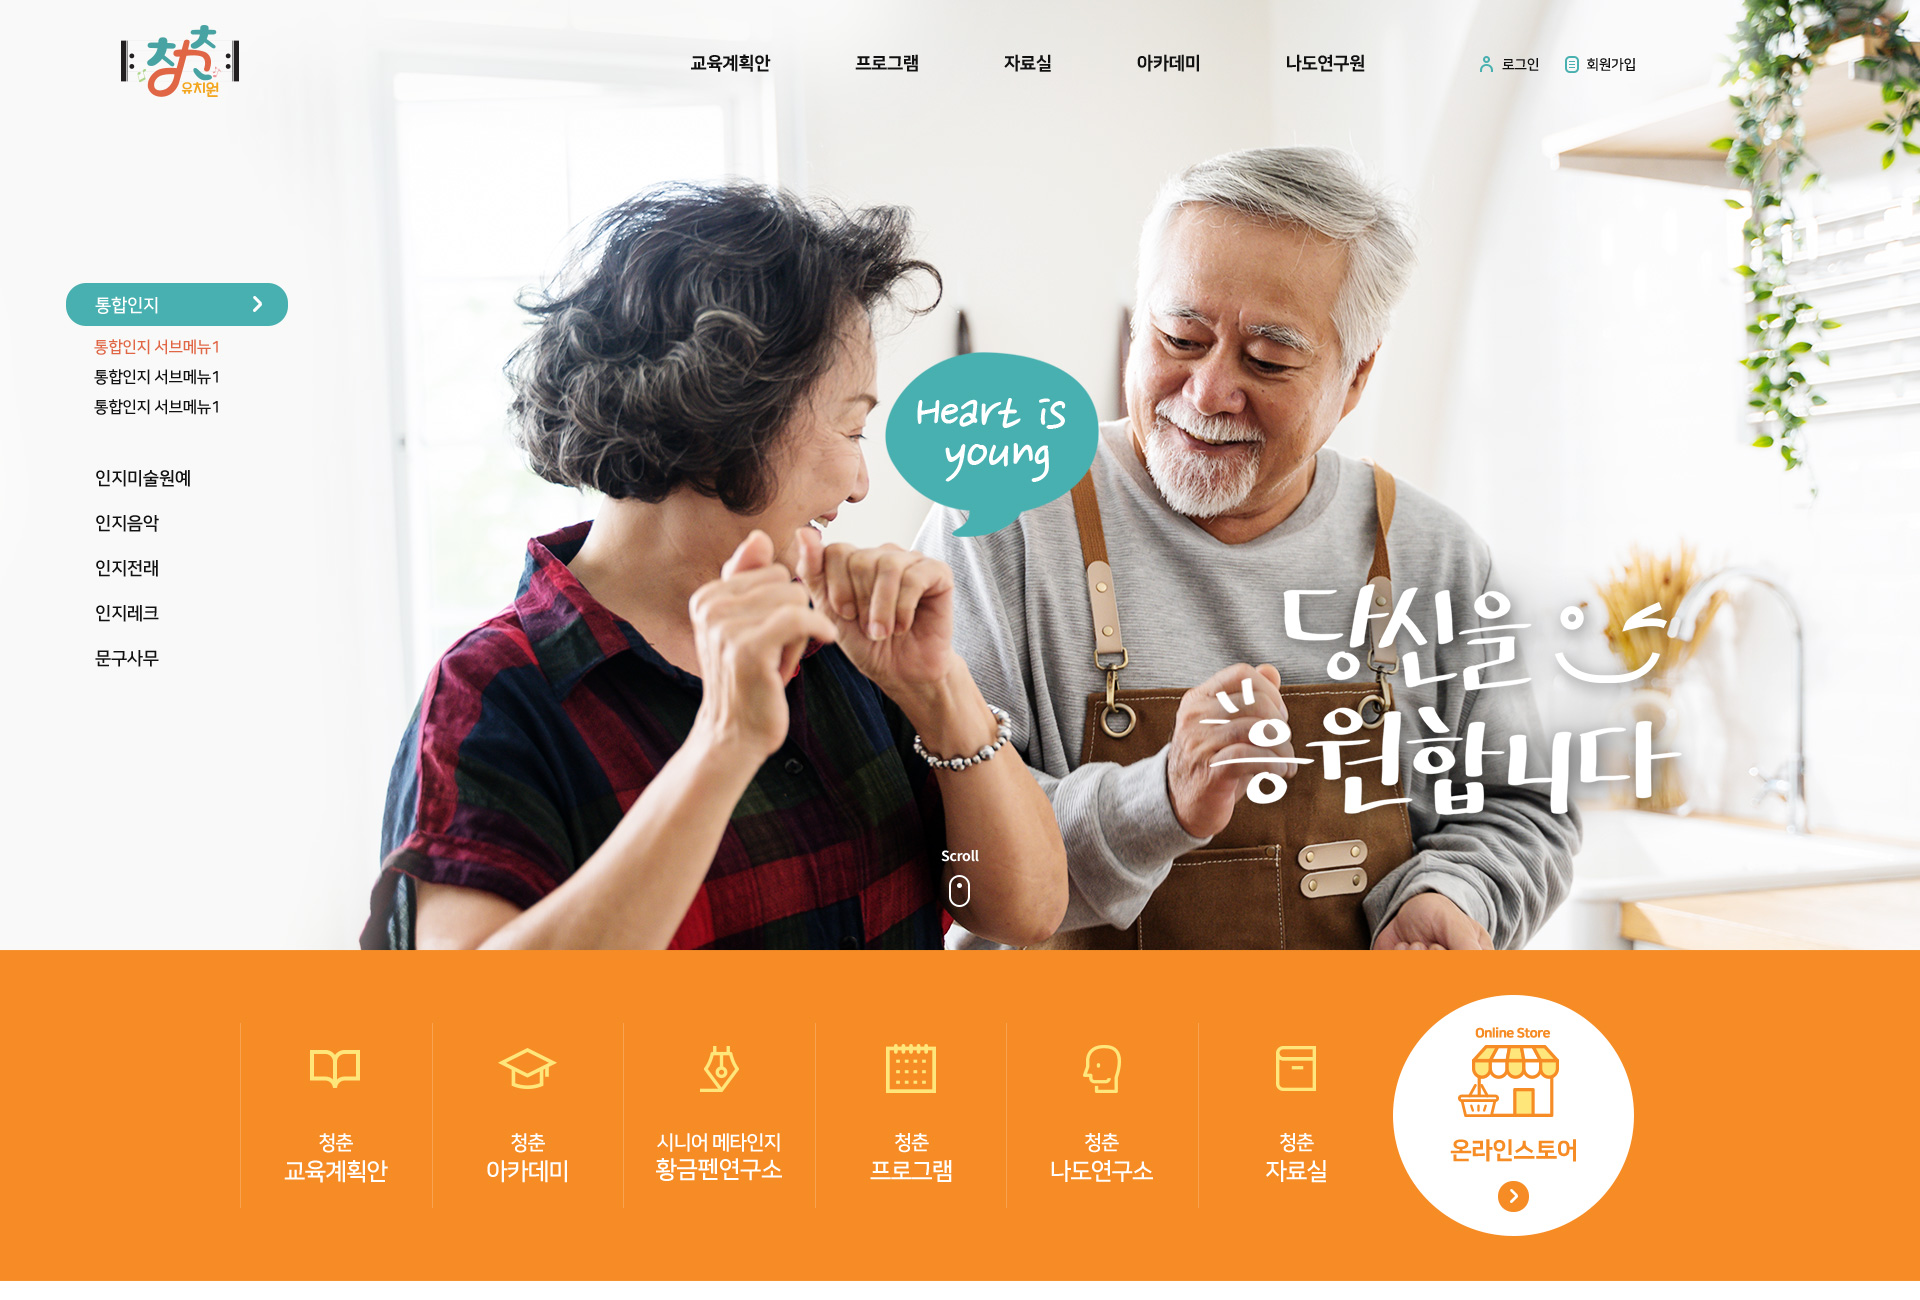 청춘
유치원
교육계획안
프로그램
자료실
아카데미
나도연구원
로그인
회원가입
통합인지
통합인지 서브메뉴1
통합인지 서브메뉴1
통합인지 서브메뉴1
인지미술원예
인지음악
인지전래
인지레크
문구사무
Heart is
young
당신을
응원합니다
Scroll
청춘
교육계획안
청춘
아카데미
시니어 메타인지
황금펜연구소
청춘
프로그램
청춘
나도연구소
청춘
자료실
Online Store
온라인스토어